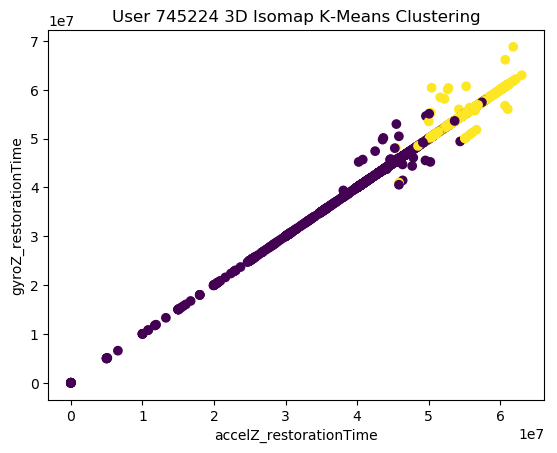 User 745224 3D Isomap K-Means Clustering
1e7
7
6
5
4
3
2
1
0
gyroZ_restorationTime
0 1 2 3 4 5 6
1e7
accelZ_restorationTime